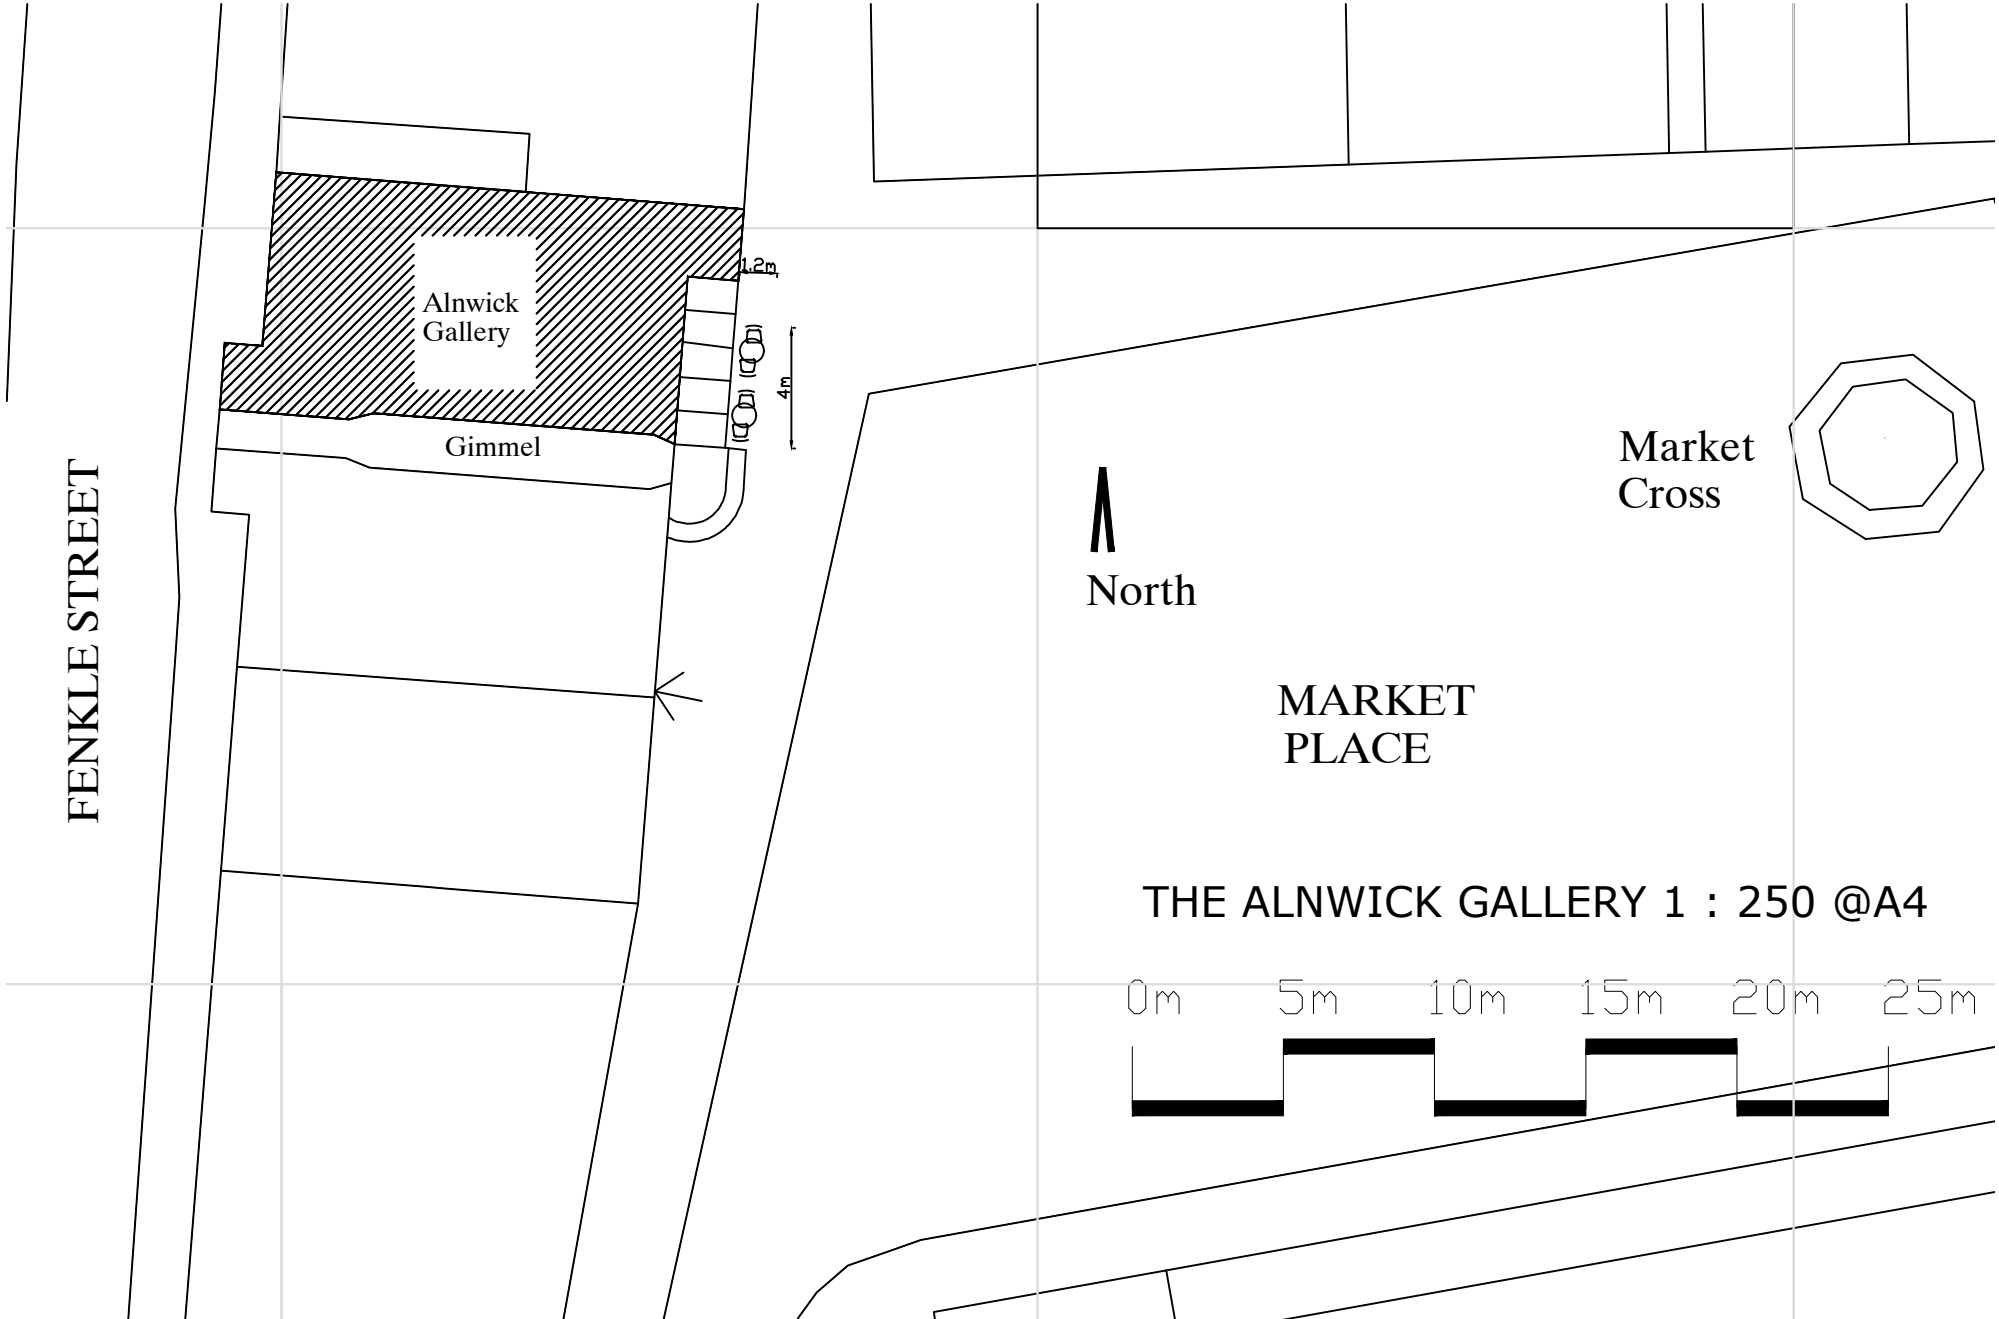 1.2m
Alnwick
Gallery
4m
Gimmel
Market
Cross
FENKLE STREET
North
MARKET
PLACE
THE ALNWICK GALLERY 1 : 250 @A4
0m 5m 10m 15m 20m 25m